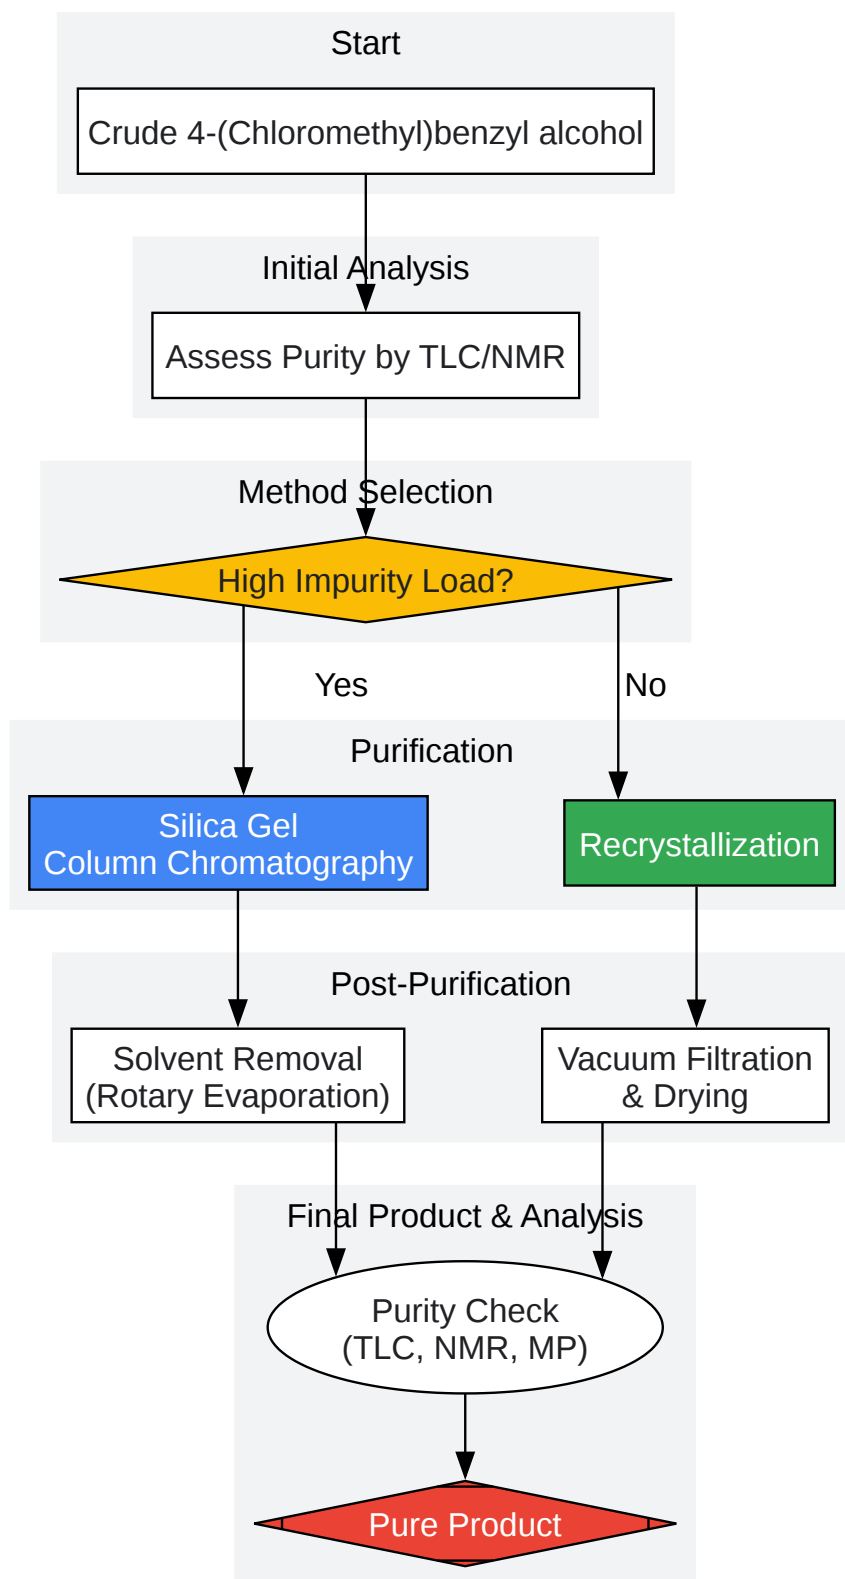 Start
Crude 4-(Chloromethyl)benzyl alcohol
Initial Analysis
Assess Purity by TLC/NMR
Method Selection
High Impurity Load?
Yes
No
Purification
Silica Gel
Column Chromatography
Recrystallization
Post-Purification
Solvent Removal
(Rotary Evaporation)
Vacuum Filtration
& Drying
Final Product & Analysis
Purity Check
(TLC, NMR, MP)
Pure Product